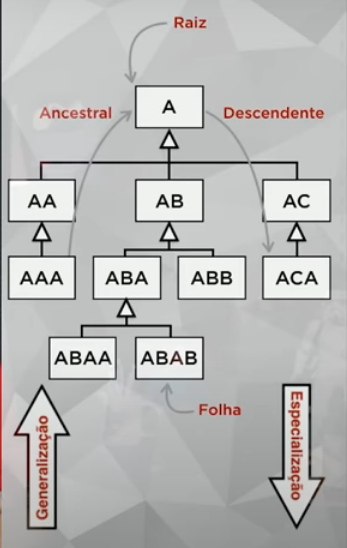 Raiz
A
Ancestral
Descendente
AA
AB
AC
AAA
ABA
ABB
ACA
ABAA
ABAB
Folha
Generalização
Especialização